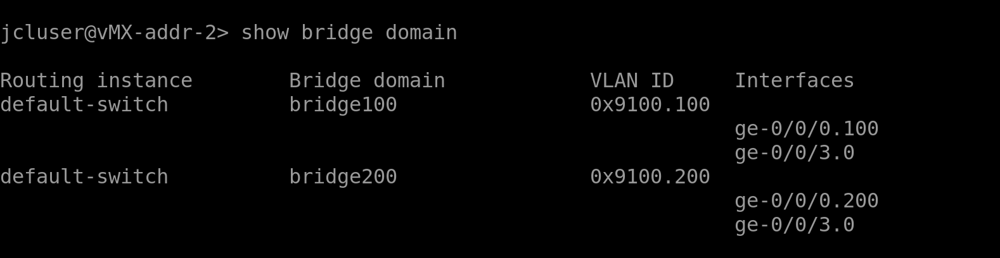 jcluser@vMX-addr-2> show bridge domain
Routing instance        Bridge domain            VLAN ID     Interfaces
default-switch          bridge100                0x9100.100
                                                             ge-0/0/0.100
                                                             ge-0/0/3.0
default-switch          bridge200                0x9100.200
                                                             ge-0/0/0.200
                                                             ge-0/0/3.0